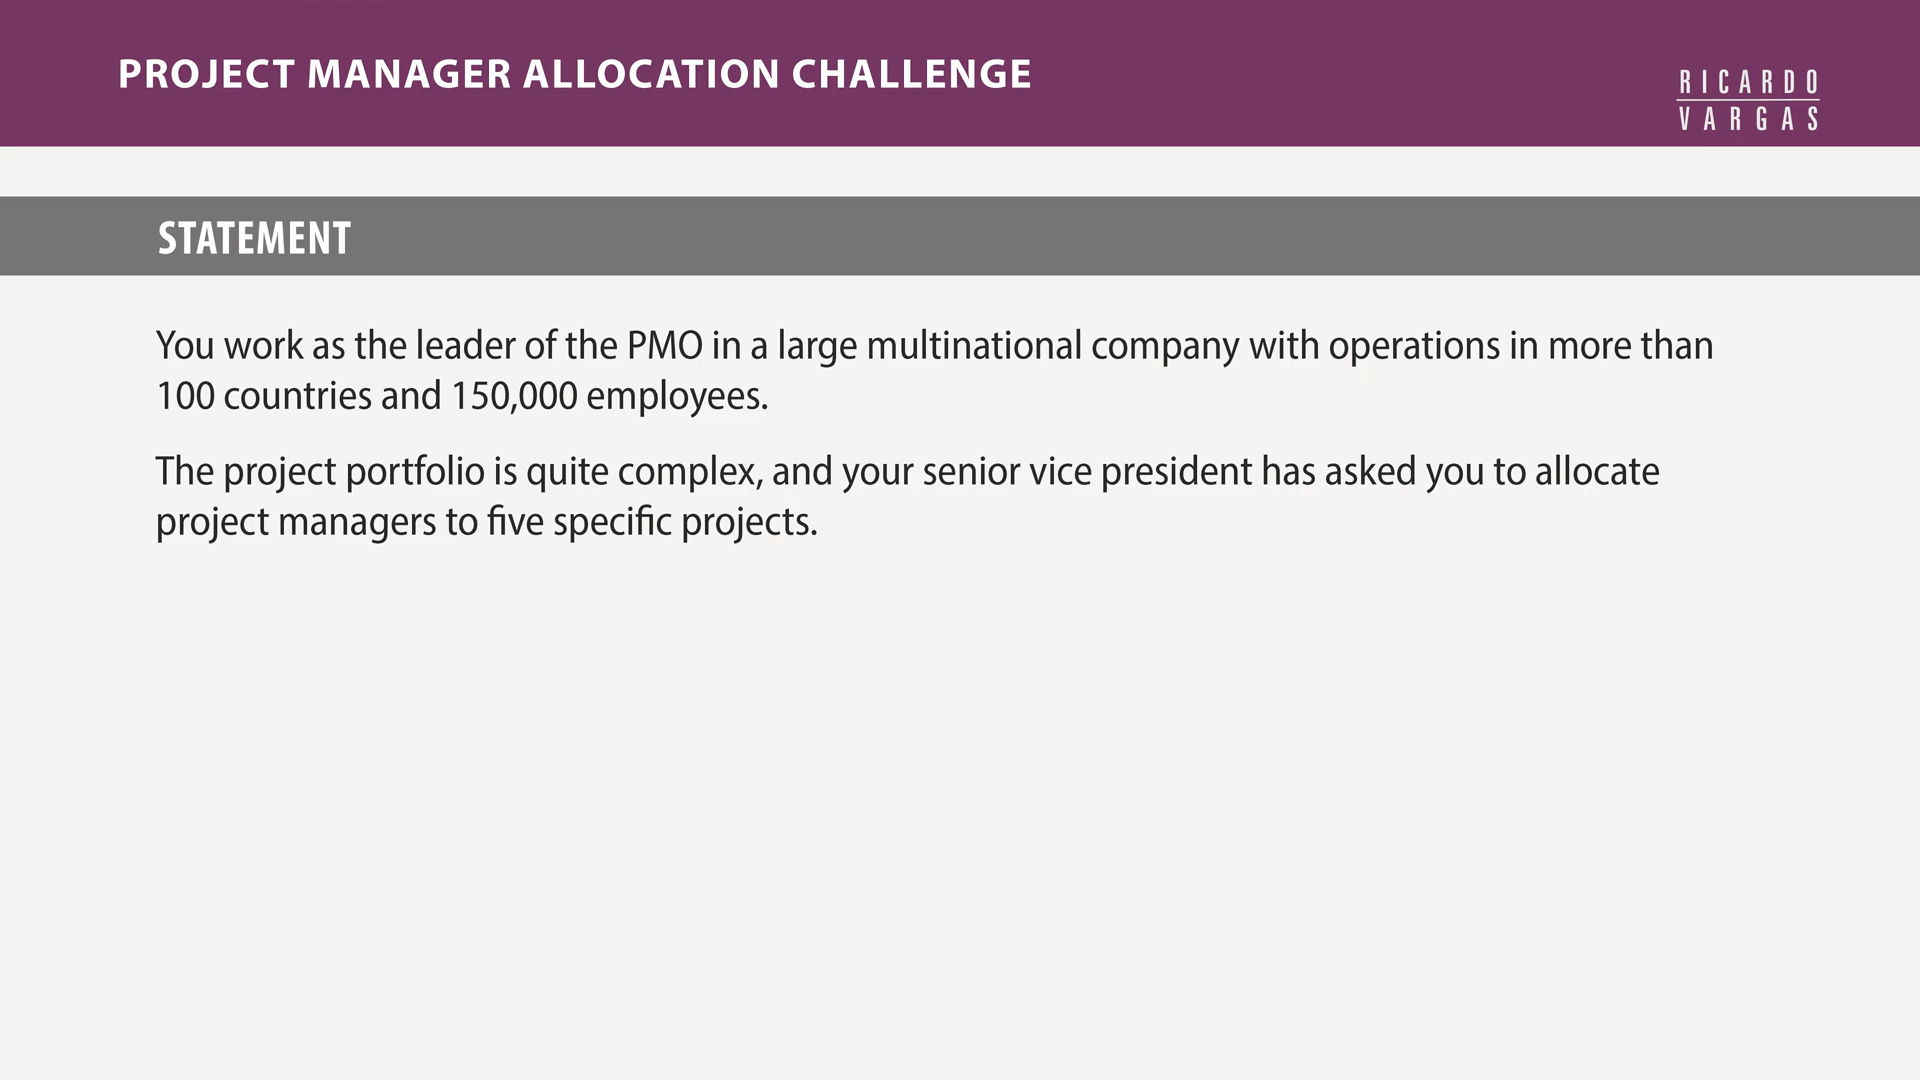 PROJECT MANAGER ALLOCATION CHALLENGE
RICARDO
VARGAS
STATEMENT
You work as the leader of the PMO in a large multinational company with operations in more than
100 countries and 150,000 employees.
The project portfolio is quite complex, and your senior vice president has asked you to allocate
project managers to five specific projects.